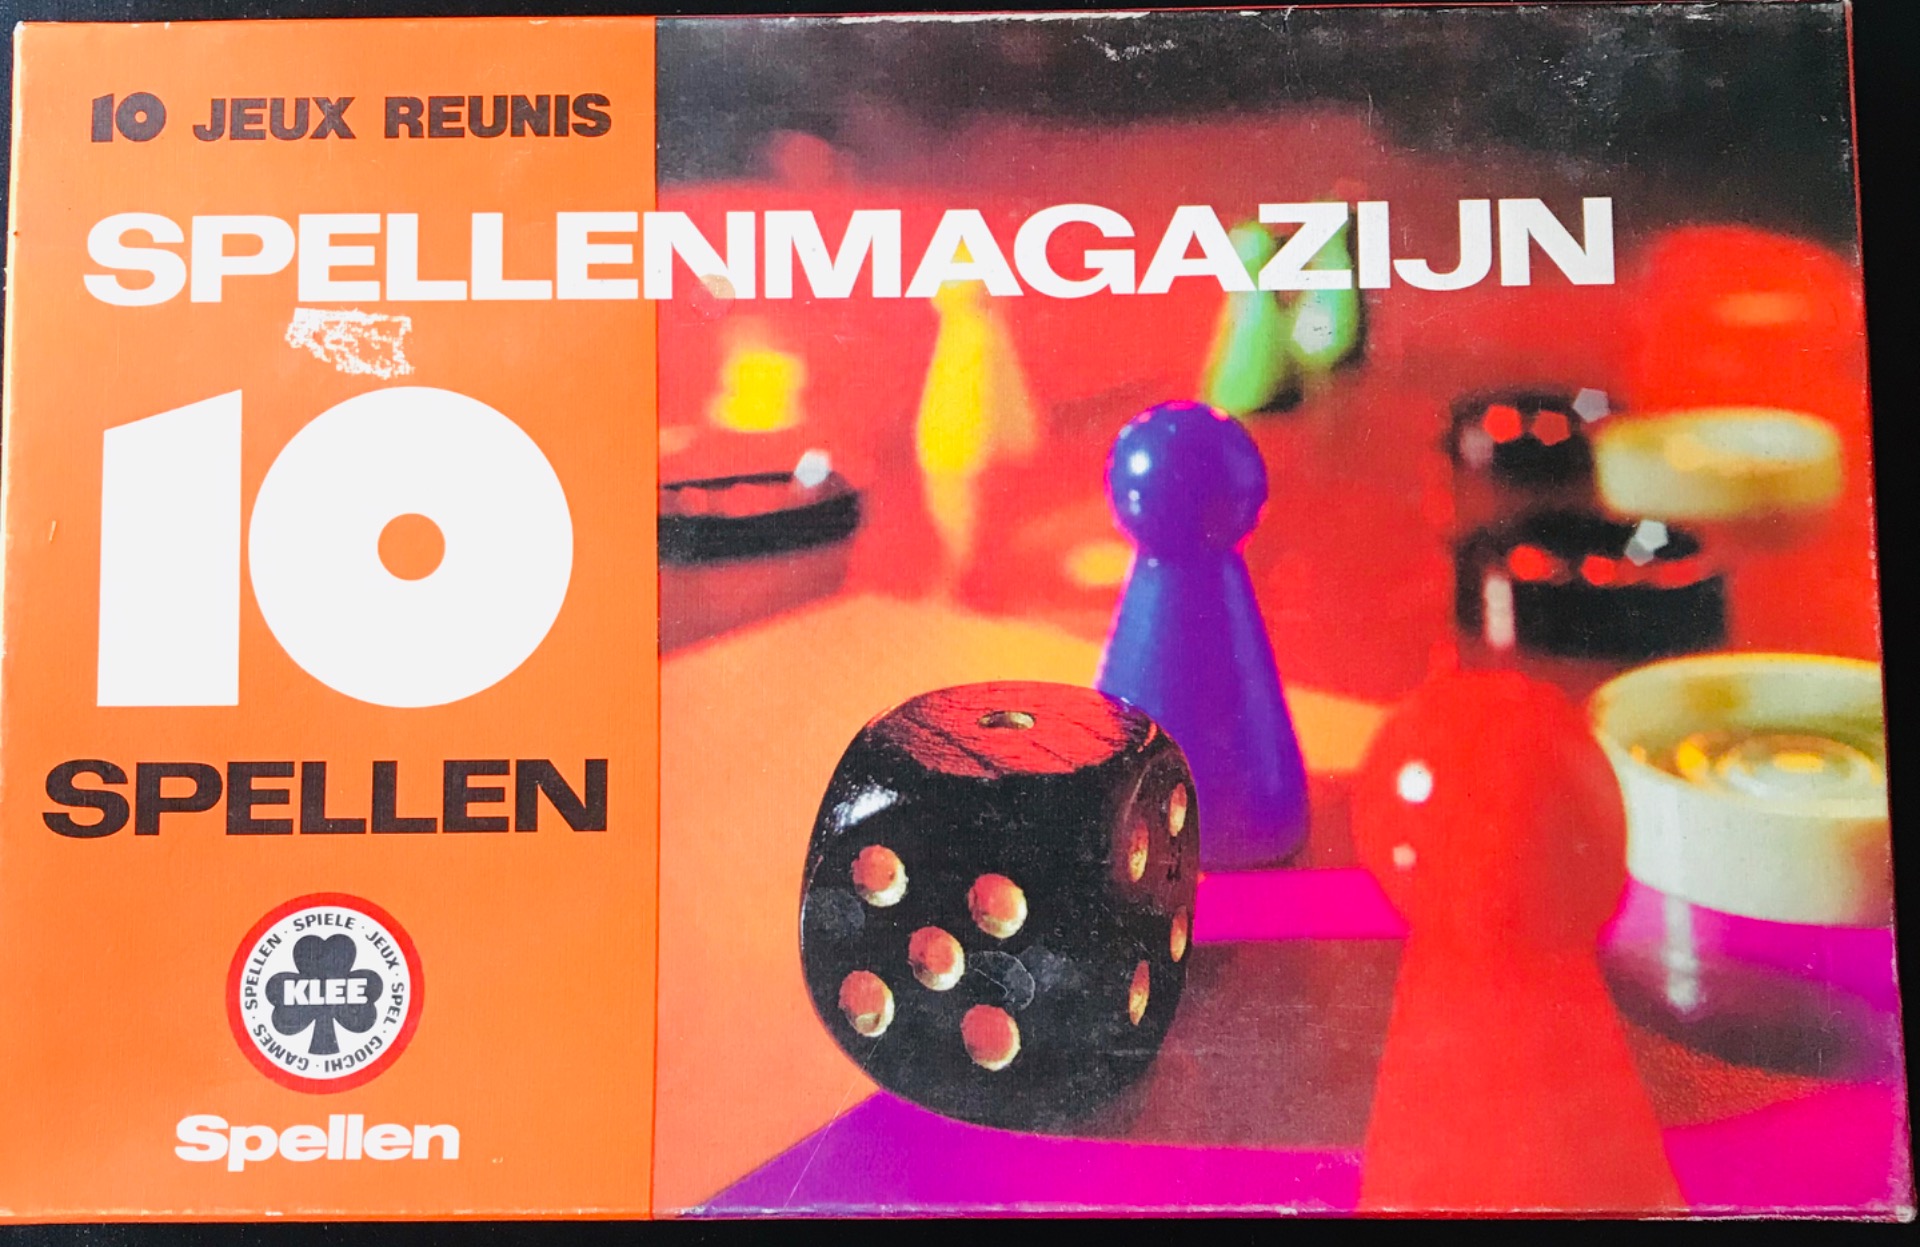 10 JEUX REUNIS
SPELLENMAGAZIJN
10
SPELLEN
SPELLEN · SPIELE · JEUX · SPEL · GIOCHI · GAMES ·
KLEE
Spellen